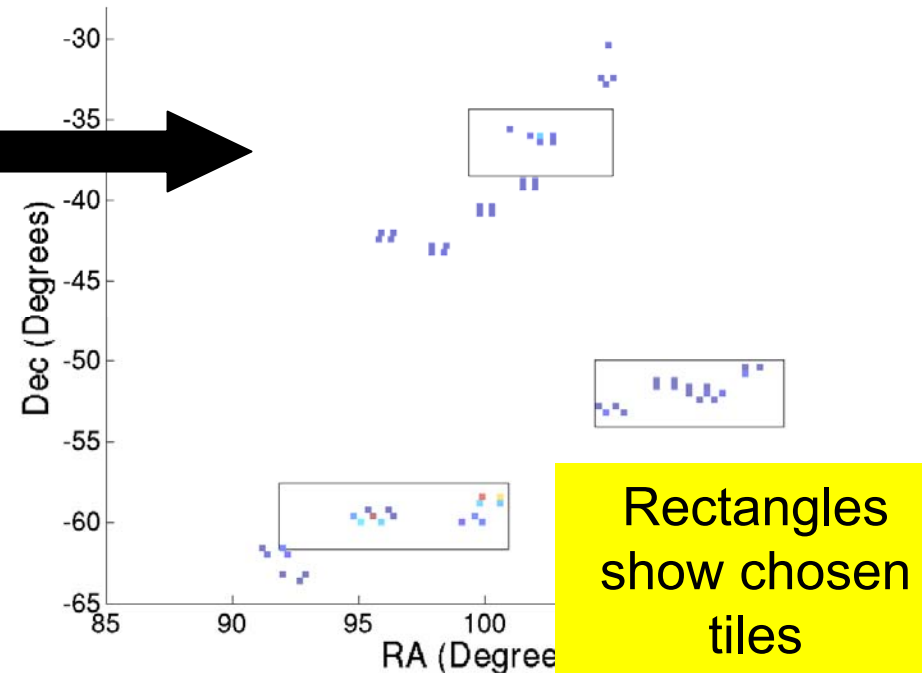 -30
-35
-40
-45
-50
-55
-60
-65
Dec (Degrees)
85 90 95 100
RA (Degree
Rectangles
show chosen
tiles